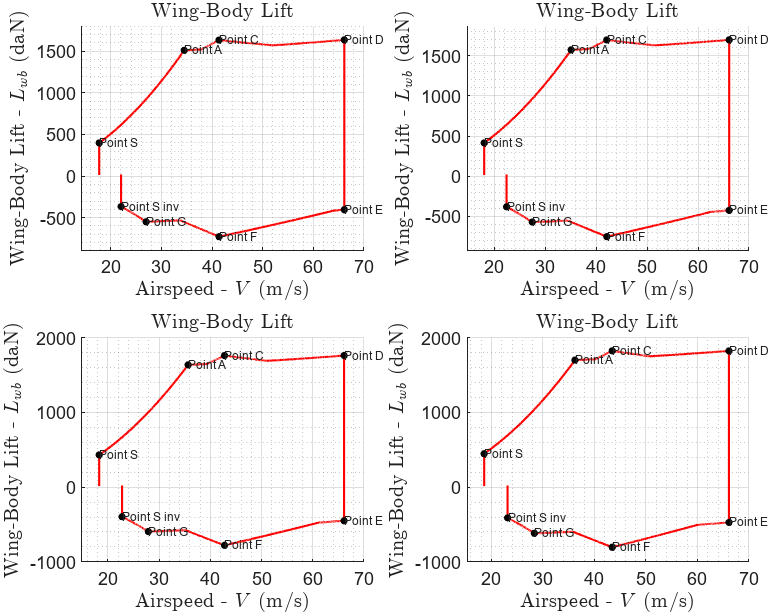 Wing-Body Lift
Wing-Body Lift - L_wb (daN)
1500
1000
500
0
-500
20 30 40 50 60 70
Airspeed - V (m/s)
Point S
Point A
Point C
Point D
Point S inv
Point G
Point F
Point E
Wing-Body Lift
Wing-Body Lift - L_wb (daN)
1500
1000
500
0
-500
20 30 40 50 60 70
Airspeed - V (m/s)
Point S
Point A
Point C
Point D
Point S inv
Point G
Point F
Point E
Wing-Body Lift
Wing-Body Lift - L_wb (daN)
2000
1000
0
-1000
20 30 40 50 60 70
Airspeed - V (m/s)
Point S
Point A
Point C
Point D
Point S inv
Point G
Point F
Point E
Wing-Body Lift
Wing-Body Lift - L_wb (daN)
2000
1000
0
-1000
20 30 40 50 60 70
Airspeed - V (m/s)
Point S
Point A
Point C
Point D
Point S inv
Point G
Point F
Point E